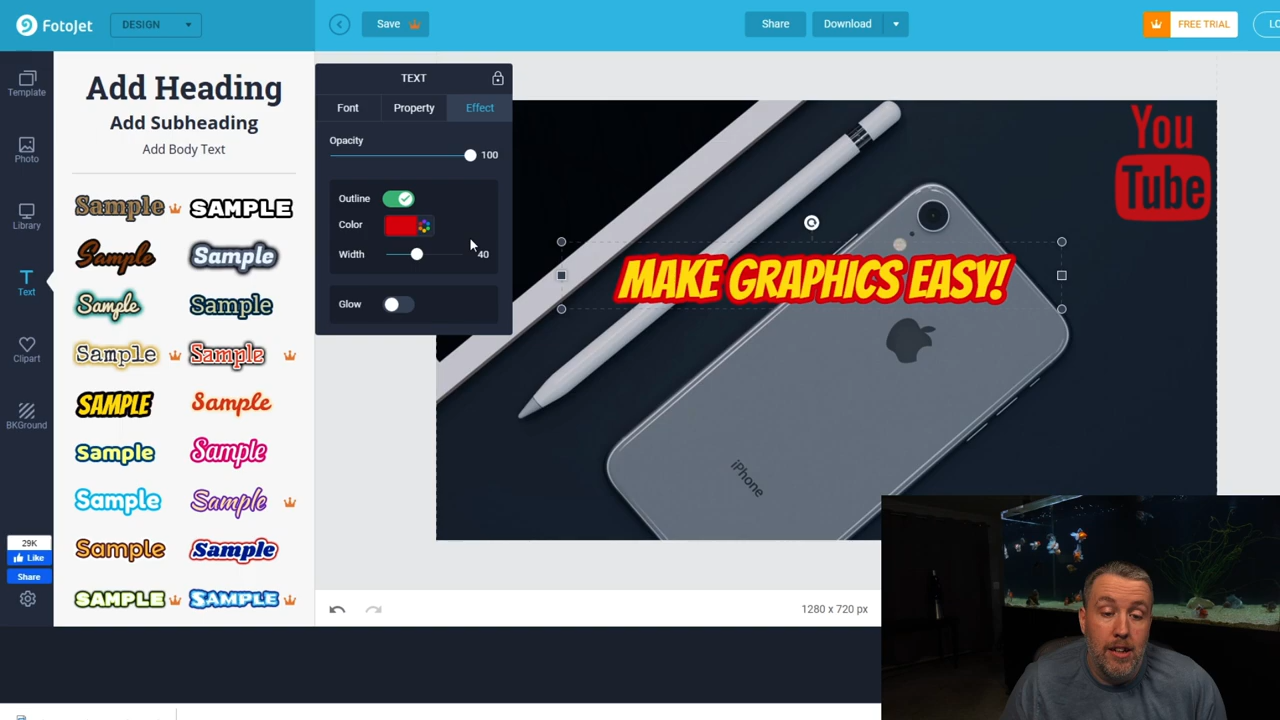 FotoJet
DESIGN
Save
Share
Download
FREE TRIAL
LO
Template
Photo
Library
Text
Clipart
BKGround
29K
Like
Share
Add Heading
Add Subheading
Add Body Text
Sample
SAMPLE
Sample
Sample
Sample
Sample
Sample
Sample
SAMPLE
Sample
Sample
Sample
Sample
Sample
Sample
Sample
SAMPLE
SAMPLE
TEXT
Font
Property
Effect
Opacity
100
Outline
Color
Width
40
Glow
You
Tube
MAKE GRAPHICS EASY!
iPhone
1280 x 720 px